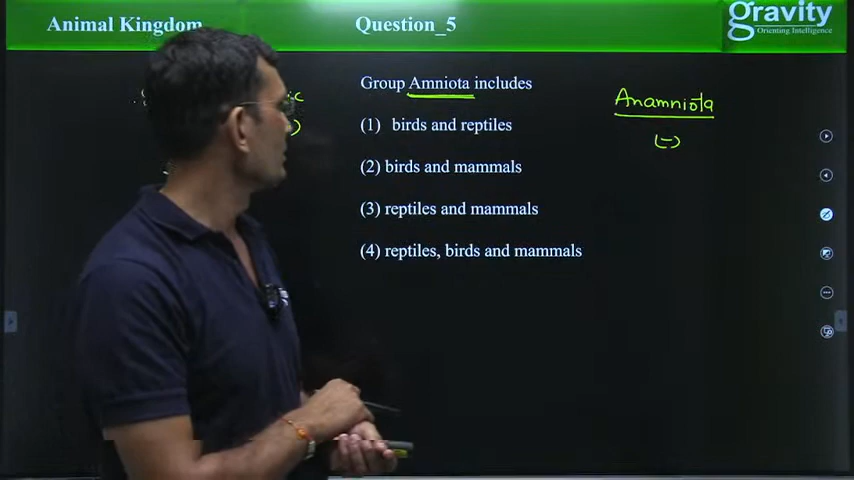 Animal Kingdom
Question_5
gravity
Orienting Intelligence
Group Amniota includes
Anamniota
(-)
(1) birds and reptiles
(2) birds and mammals
(3) reptiles and mammals
(4) reptiles, birds and mammals